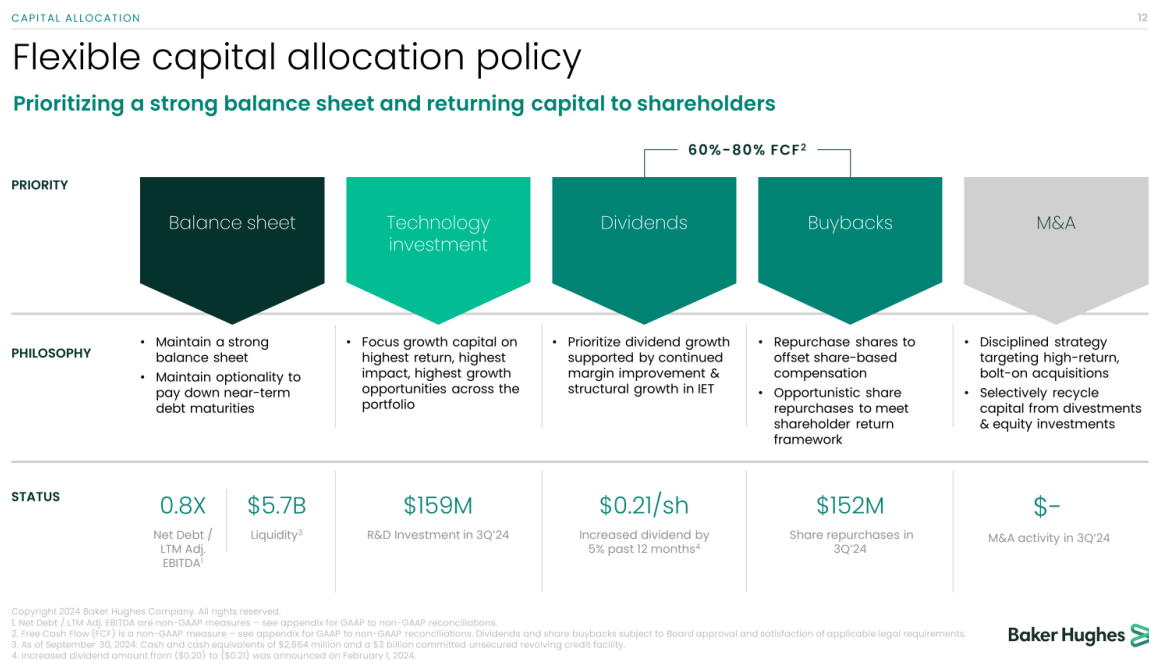 CAPITAL ALLOCATION
12
Flexible capital allocation policy
Prioritizing a strong balance sheet and returning capital to shareholders
60%-80% FCF²
PRIORITY
Balance sheet
Technology
investment
Dividends
Buybacks
M&A
PHILOSOPHY
• Maintain a strong
balance sheet
• Maintain optionality to
pay down near-term
debt maturities
• Focus growth capital on
highest return, highest
impact, highest growth
opportunities across the
portfolio
• Prioritize dividend growth
supported by continued
margin improvement &
structural growth in IET
• Repurchase shares to
offset share-based
compensation
• Opportunistic share
repurchases to meet
shareholder return
framework
• Disciplined strategy
targeting high-return,
bolt-on acquisitions
• Selectively recycle
capital from divestments
& equity investments
STATUS
0.8X
Net Debt /
LTM Adj.
EBITDA¹
$5.7B
Liquidity³
$159M
R&D Investment in 3Q'24
$0.21/sh
Increased dividend by
5% past 12 months⁴
$152M
Share repurchases in
3Q'24
$-
M&A activity in 3Q'24
Copyright 2024 Baker Hughes Company. All rights reserved.
1. Net Debt / LTM Adj. EBITDA are non-GAAP measures – see appendix for GAAP to non-GAAP reconciliations.
2. Free Cash Flow (FCF) is a non-GAAP measure – see appendix for GAAP to non-GAAP reconciliations. Dividends and share buybacks subject to Board approval and satisfaction of applicable legal requirements.
3. As of September 30, 2024: Cash and cash equivalents of $2,664 million and a $3 billion committed unsecured revolving credit facility.
4. Increased dividend amount from ($0.20) to ($0.21) was announced on February 1, 2024.
Baker Hughes